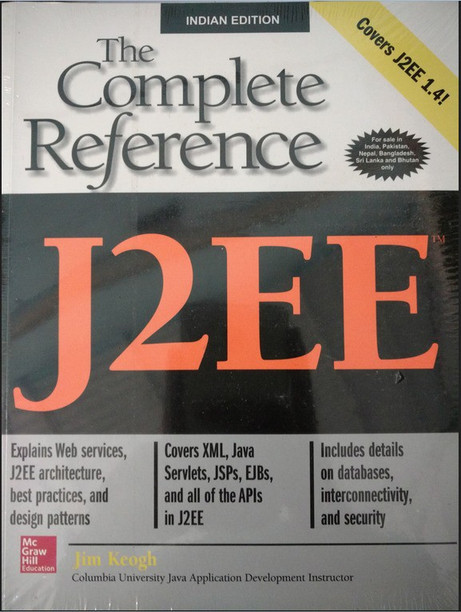 INDIAN EDITION
Covers J2EE 1.4!
The
Complete
Reference
For sale in
India, Pakistan,
Nepal, Bangladesh,
Sri Lanka and Bhutan
only
J2EE™
Explains Web services,
J2EE architecture,
best practices, and
design patterns
Covers XML, Java
Servlets, JSPs, EJBs,
and all of the APIs
in J2EE
Includes details
on databases,
interconnectivity,
and security
Mc
Graw
Hill
Education
Jim Keogh
Columbia University Java Application Development Instructor